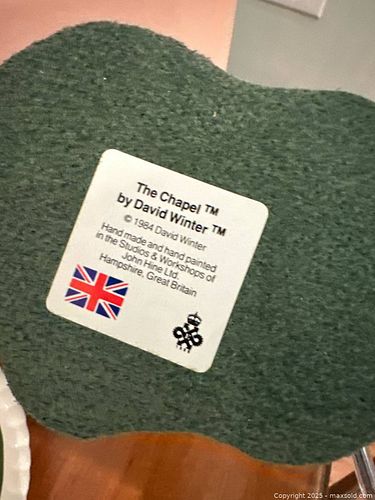 The Chapel ™
by David Winter ™
© 1984 David Winter
Hand made and hand painted
in the Studios & Workshops of
John Hine Ltd.
Hampshire, Great Britain
Copyright © 2025 - maxsold.com